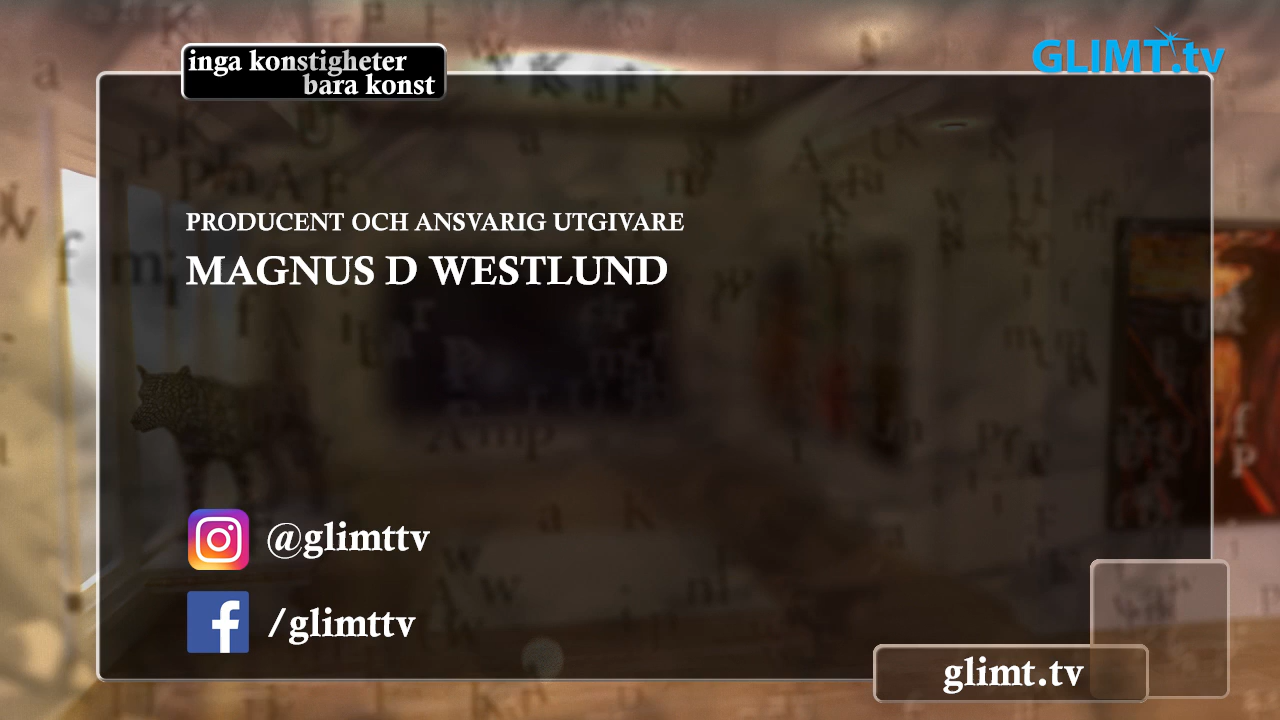 inga konstigheter
bara konst
GLIMT.tv
PRODUCENT OCH ANSVARIG UTGIVARE
MAGNUS D WESTLUND
@glimttv
/glimttv
glimt.tv